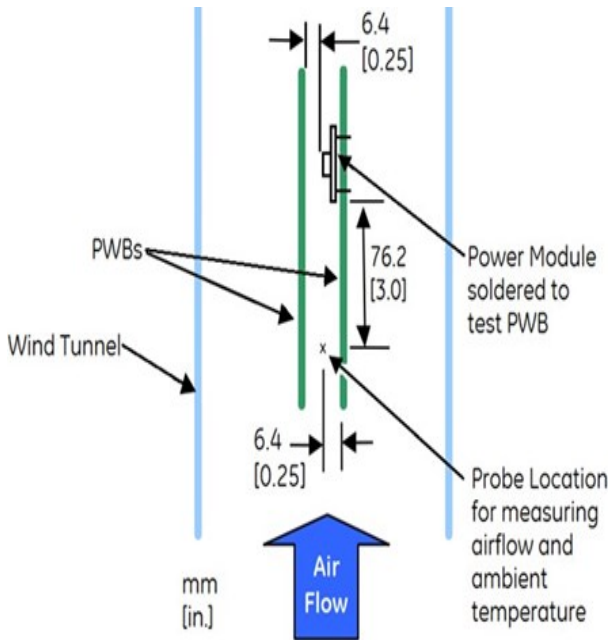 6.4
[0.25]
PWBs
76.2
[3.0]
Power Module
soldered to
test PWB
Wind Tunnel
x
6.4
[0.25]
Probe Location
for measuring
airflow and
ambient
temperature
Air
Flow
mm
[in.]